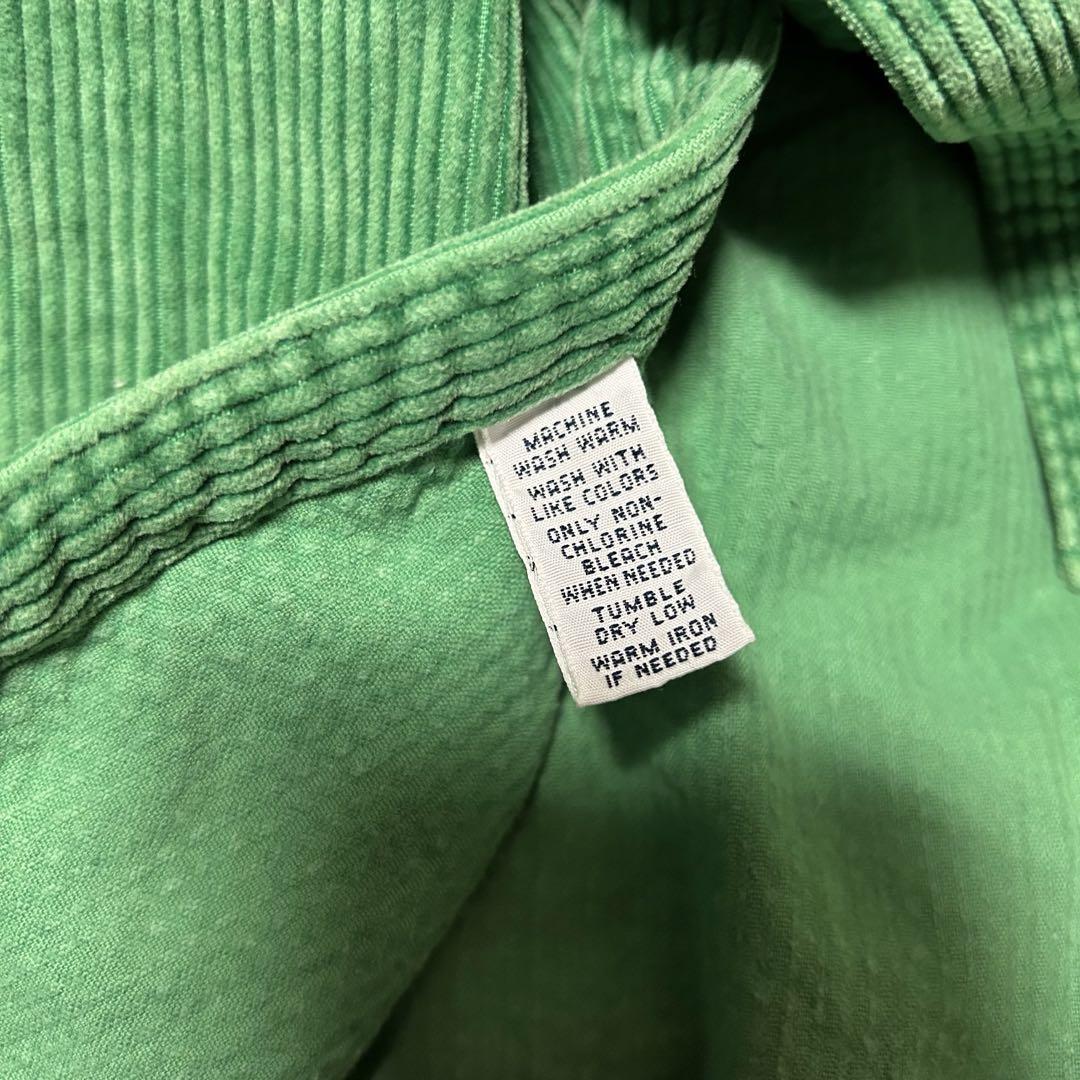 MACHINE
WASH WARM
WASH WITH
LIKE COLORS
ONLY NON-
CHLORINE
BLEACH
WHEN NEEDED
TUMBLE
DRY LOW
WARM IRON
IF NEEDED